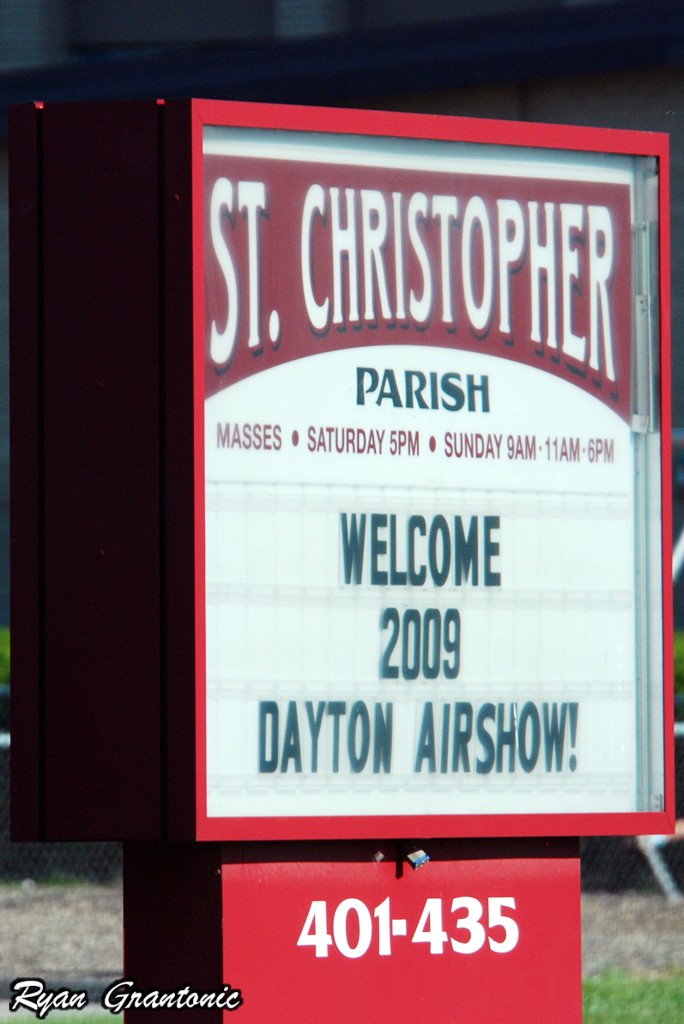 ST. CHRISTOPHER
PARISH
MASSES • SATURDAY 5PM • SUNDAY 9AM · 11AM · 6PM
WELCOME
2009
DAYTON AIRSHOW!
401-435
Ryan Grantonic